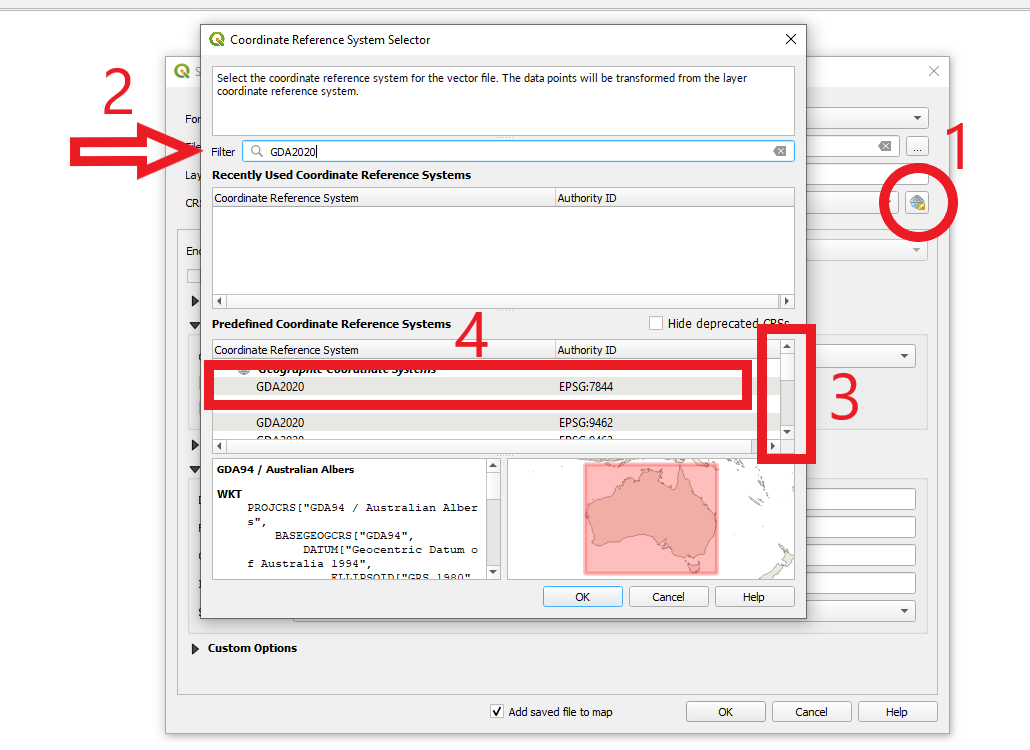 Coordinate Reference System Selector
Select the coordinate reference system for the vector file. The data points will be transformed from the layer
coordinate reference system.
2
1
Filter GDA2020
...
Recently Used Coordinate Reference Systems
Coordinate Reference System Authority ID
Predefined Coordinate Reference Systems
4
Hide deprecated CRSs
Coordinate Reference System Authority ID
Geographic Coordinate Systems
GDA2020 EPSG:7844
3
GDA2020 EPSG:9462
GDA2020 EPSG:9463
GDA94 / Australian Albers
WKT
PROJCRS["GDA94 / Australian Alber
s",
BASEGEOGCRS["GDA94",
DATUM["Geocentric Datum o
f Australia 1994",
ELLIPSOID["GRS 1980"
OK Cancel Help
Custom Options
Add saved file to map
OK Cancel Help